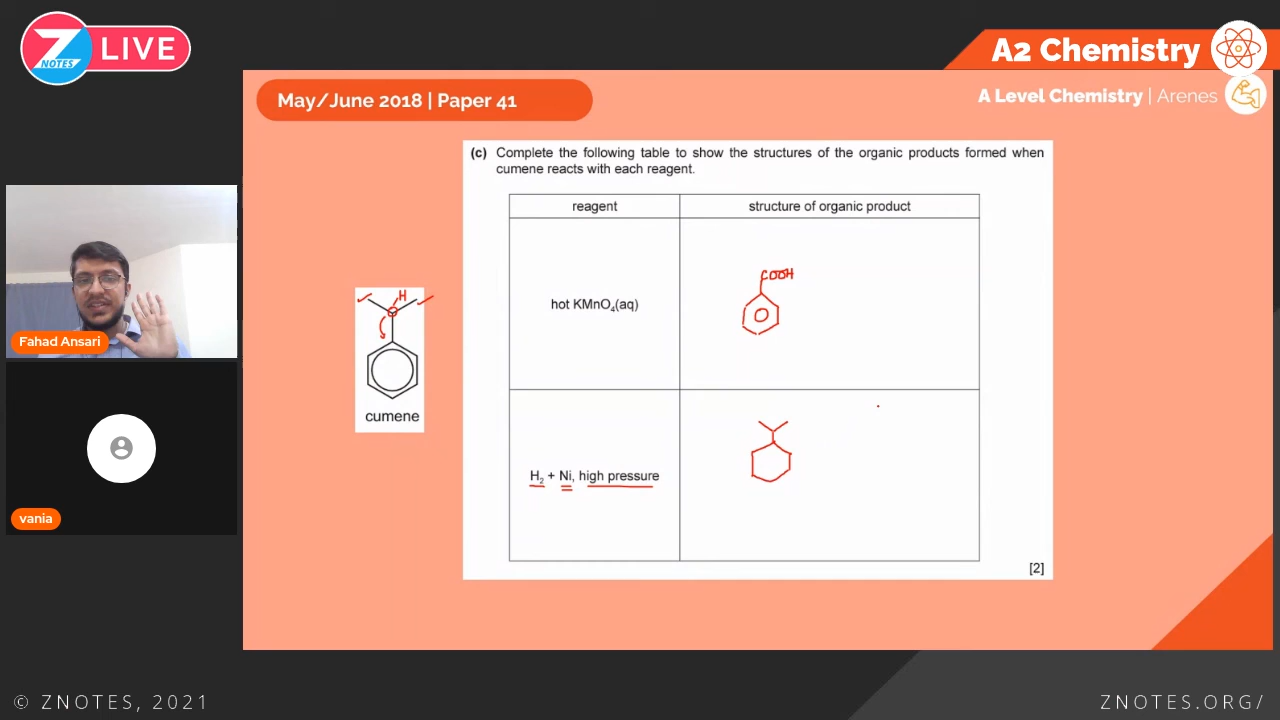 Z
NOTES
LIVE
A2 Chemistry
May/June 2018 | Paper 41
A Level Chemistry | Arenes
(c) Complete the following table to show the structures of the organic products formed when
cumene reacts with each reagent.
reagent
structure of organic product
COOH
hot KMnO₄(aq)
H
cumene
H₂ + Ni, high pressure
[2]
Fahad Ansari
vania
© ZNOTES, 2021
ZNOTES.ORG/